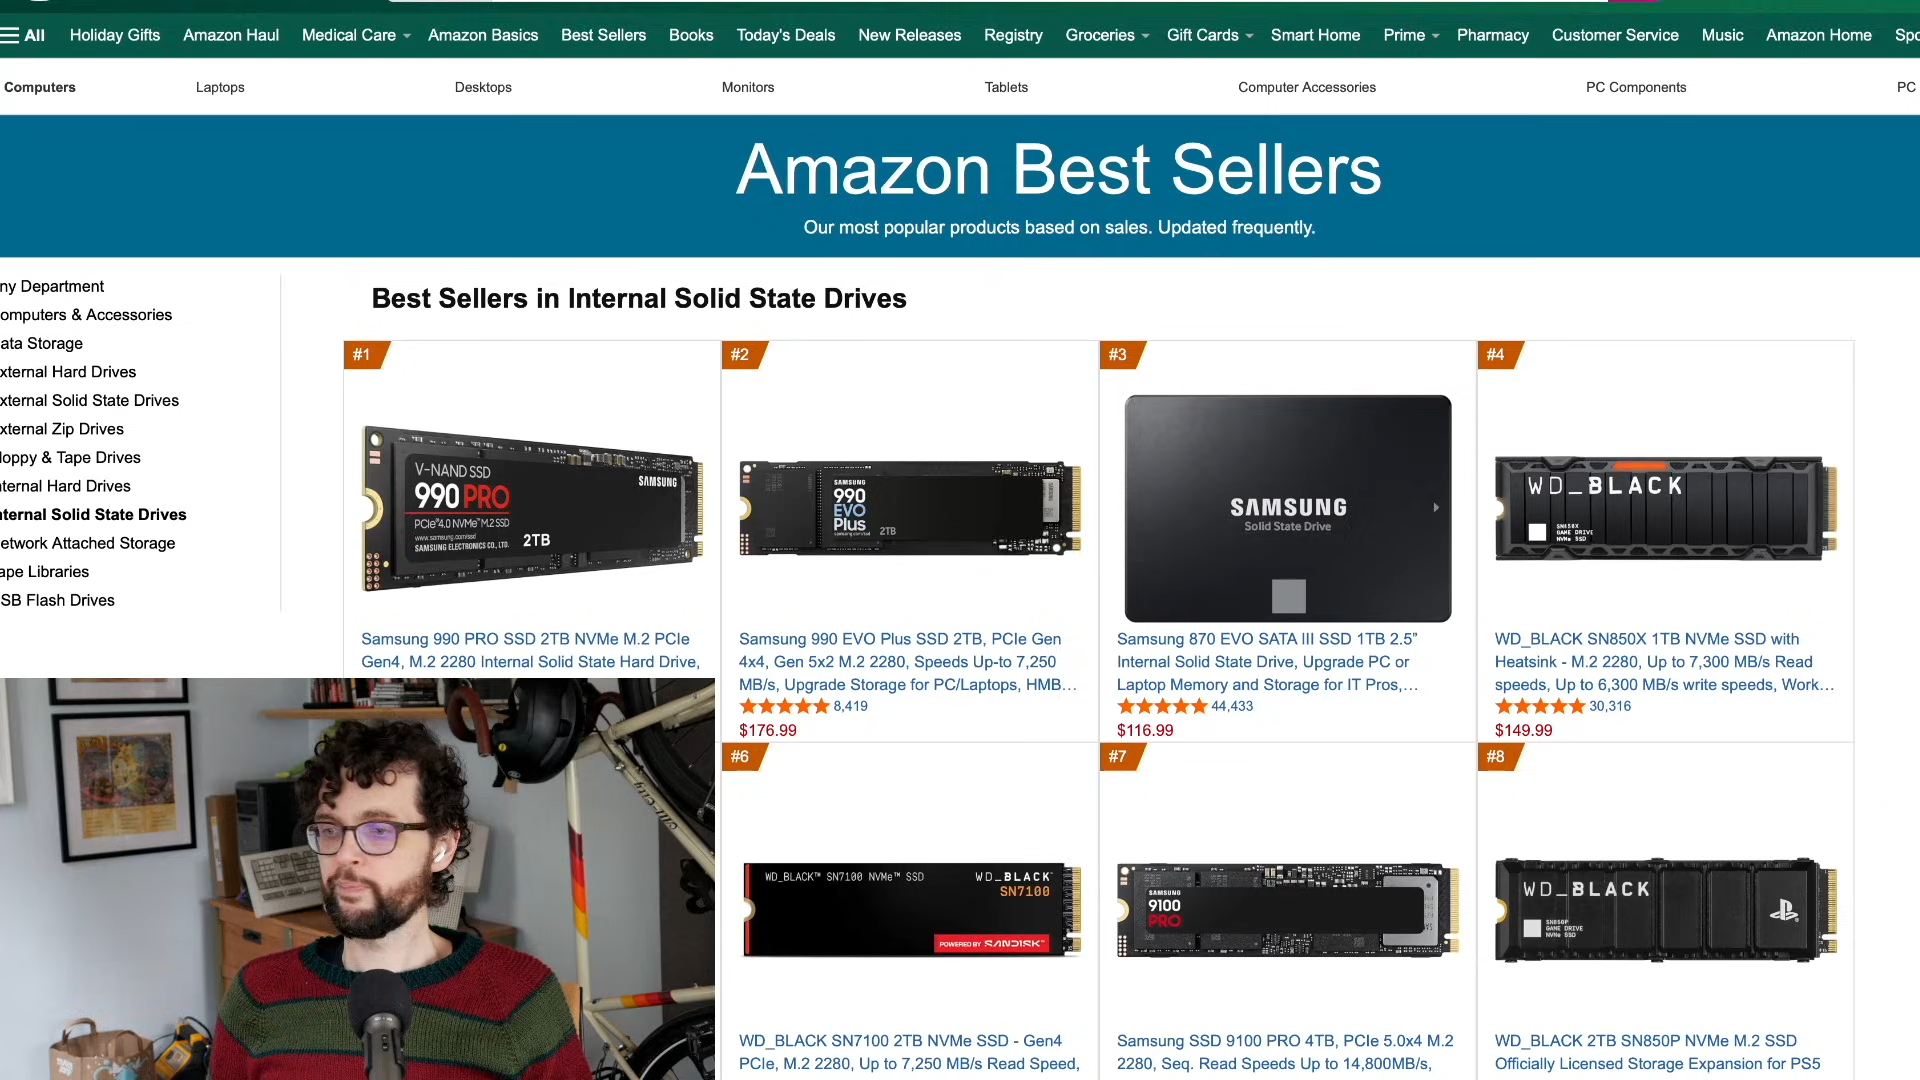 All Holiday Gifts Amazon Haul Medical Care Amazon Basics Best Sellers Books Today's Deals New Releases Registry Groceries Gift Cards Smart Home Prime Pharmacy Customer Service Music Amazon Home Spo
Computers Laptops Desktops Monitors Tablets Computer Accessories PC Components PC
Amazon Best Sellers
Our most popular products based on sales. Updated frequently.
ny Department
omputers & Accessories
ata Storage
xternal Hard Drives
xternal Solid State Drives
xternal Zip Drives
loppy & Tape Drives
nternal Hard Drives
nternal Solid State Drives
etwork Attached Storage
ape Libraries
SB Flash Drives
Best Sellers in Internal Solid State Drives
#1
V-NAND SSD
990 PRO
PCIe 4.0 NVMe M.2 SSD
www.samsung.com/ssd
SAMSUNG ELECTRONICS CO., LTD.
2TB
SAMSUNG
Samsung 990 PRO SSD 2TB NVMe M.2 PCIe
Gen4, M.2 2280 Internal Solid State Hard Drive,
#2
SAMSUNG
990
EVO
Plus
samsung.com/ssd
2TB
Samsung 990 EVO Plus SSD 2TB, PCIe Gen
4x4, Gen 5x2 M.2 2280, Speeds Up-to 7,250
MB/s, Upgrade Storage for PC/Laptops, HMB…
8,419
$176.99
#3
SAMSUNG
Solid State Drive
Samsung 870 EVO SATA III SSD 1TB 2.5”
Internal Solid State Drive, Upgrade PC or
Laptop Memory and Storage for IT Pros,…
44,433
$116.99
#4
WD_BLACK
SN850X
GAME DRIVE
NVMe SSD
WD_BLACK SN850X 1TB NVMe SSD with
Heatsink - M.2 2280, Up to 7,300 MB/s Read
speeds, Up to 6,300 MB/s write speeds, Work…
30,316
$149.99
#6
WD_BLACK™ SN7100 NVMe™ SSD
WD_BLACK
SN7100
POWERED BY SANDISK™
WD_BLACK SN7100 2TB NVMe SSD - Gen4
PCIe, M.2 2280, Up to 7,250 MB/s Read Speed,
#7
SAMSUNG
9100
PRO
Samsung SSD 9100 PRO 4TB, PCIe 5.0x4 M.2
2280, Seq. Read Speeds Up to 14,800MB/s,
#8
WD_BLACK
SN850P
GAME DRIVE
NVMe SSD
WD_BLACK 2TB SN850P NVMe M.2 SSD
Officially Licensed Storage Expansion for PS5